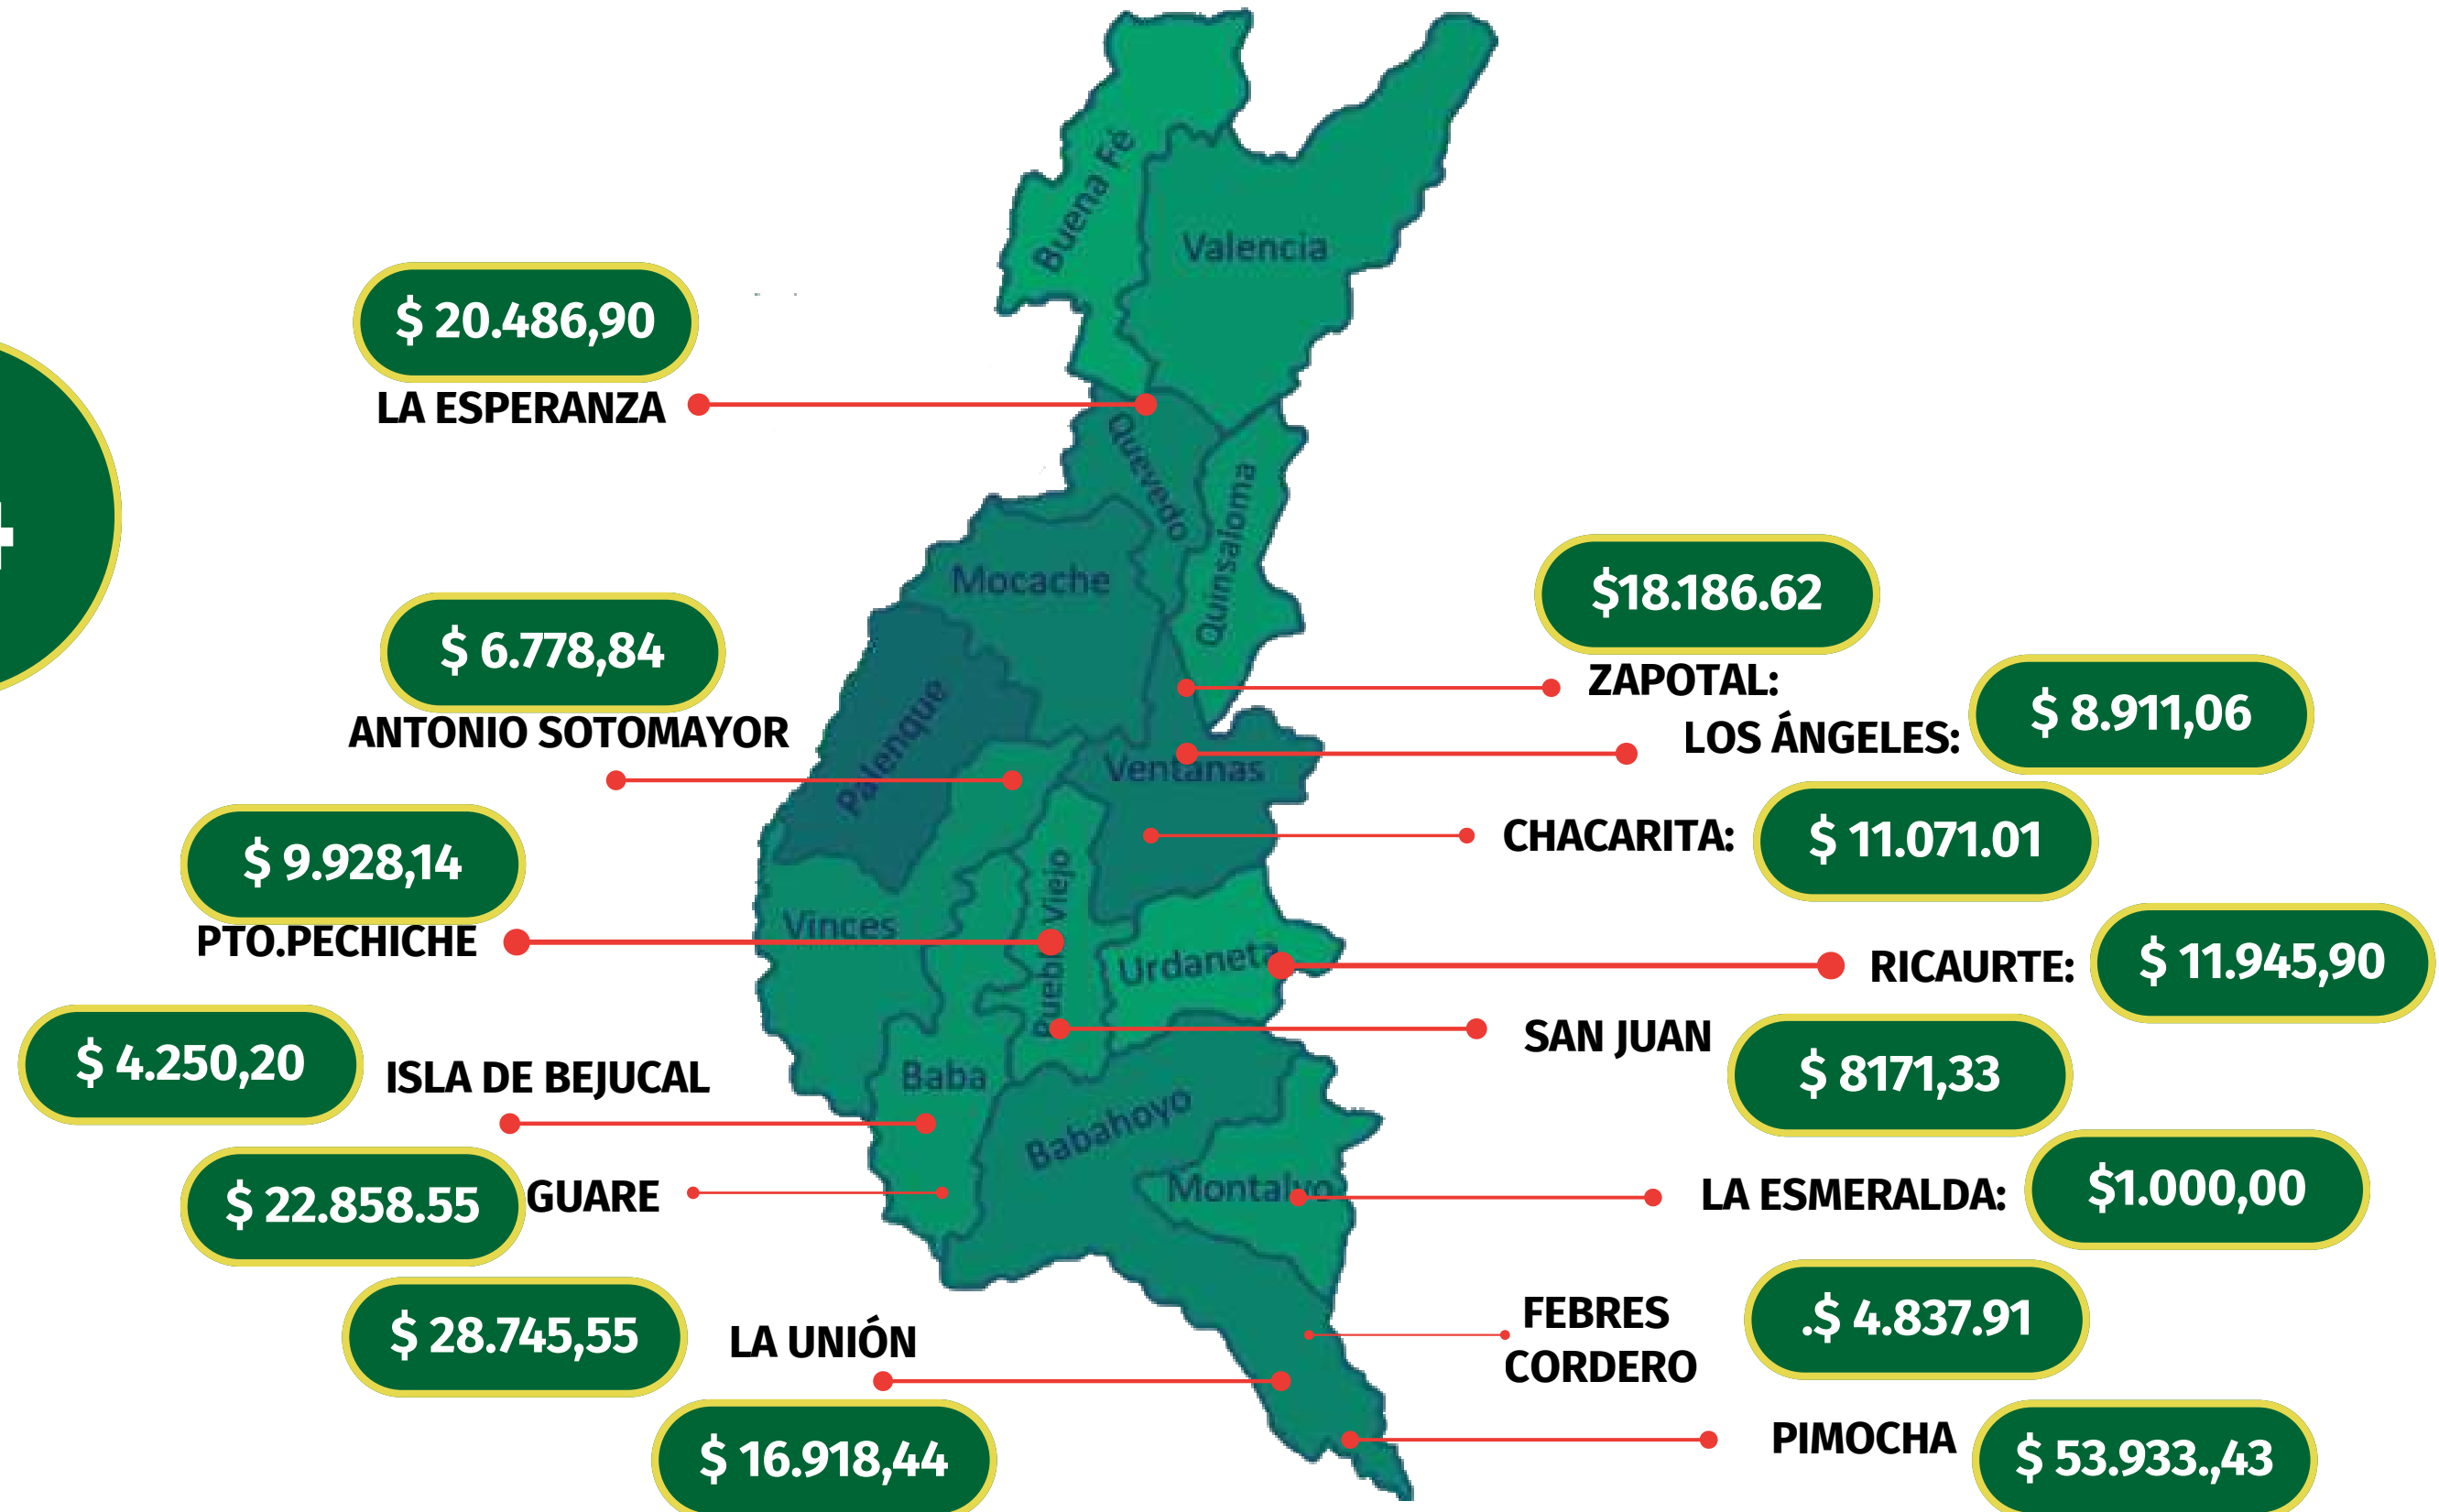 Buena Fé
Valencia
$ 20.486,90
LA ESPERANZA
Quevedo
Quinsaloma
Mocache
$18.186.62
ZAPOTAL:
$ 6.778,84
ANTONIO SOTOMAYOR
Palenque
LOS ÁNGELES:
$ 8.911,06
Ventanas
CHACARITA:
$ 11.071.01
$ 9.928,14
PTO.PECHICHE
Vinces
Pueblo Viejo
Urdaneta
RICAURTE:
$ 11.945,90
SAN JUAN
$ 8171,33
$ 4.250,20
ISLA DE BEJUCAL
Baba
Babahoyo
$ 22.858.55
GUARE
Montalvo
LA ESMERALDA:
$1.000,00
$ 28.745,55
LA UNIÓN
FEBRES
CORDERO
.$ 4.837.91
$ 16.918,44
PIMOCHA
$ 53.933.,43